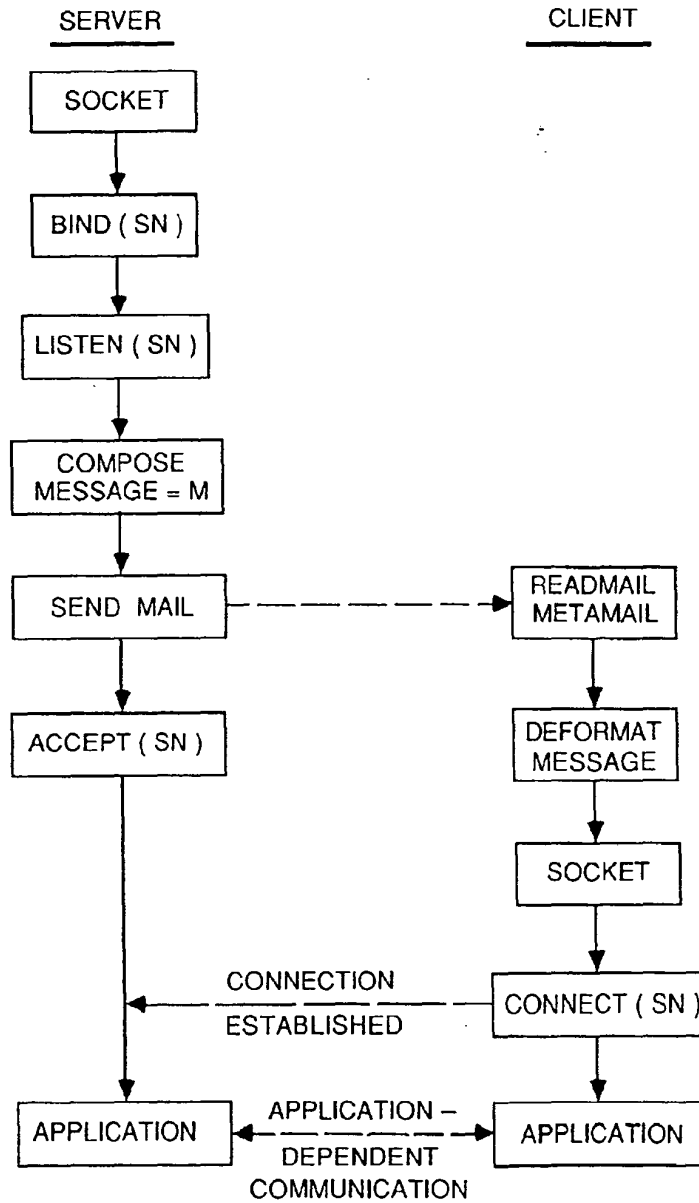 SERVER
CLIENT
SOCKET
BIND ( SN )
LISTEN ( SN )
COMPOSE
MESSAGE = M
SEND MAIL
READMAIL
METAMAIL
ACCEPT ( SN )
DEFORMAT
MESSAGE
SOCKET
CONNECTION
ESTABLISHED
CONNECT ( SN )
APPLICATION
APPLICATION –
DEPENDENT
COMMUNICATION
APPLICATION